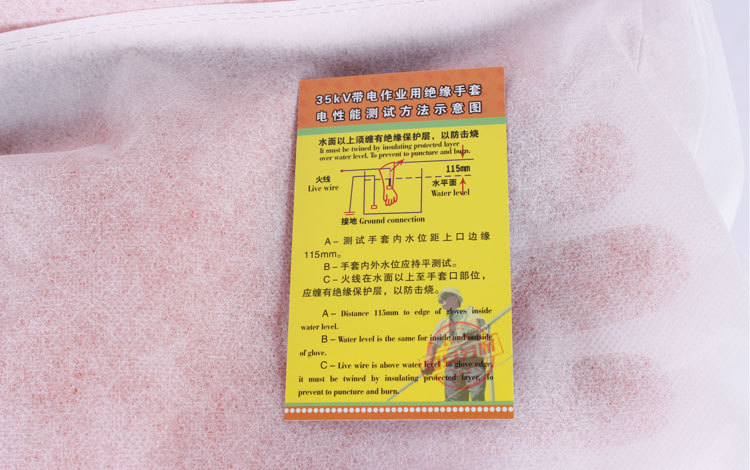 35kV带电作业用绝缘手套
电性能测试方法示意图
水面以上须缠有绝缘保护层，以防击烧
It must be twined by insulating protected layer
over water level. To prevent to puncture and burn.
115mm
火线
Live wire
水平面
Water level
接地 Ground connection
A－测试手套内水位距上口边缘
115mm。
B－手套内外水位应持平测试。
C－火线在水面以上至手套口部位，
应缠有绝缘保护层，以防击烧。
A－ Distance 115mm to edge of gloves inside
water level.
B－ Water level is the same for inside and outside
of glove.
C－ Live wire is above water level to glove edge,
it must be twined by insulating protected layer. To
prevent to puncture and burn.